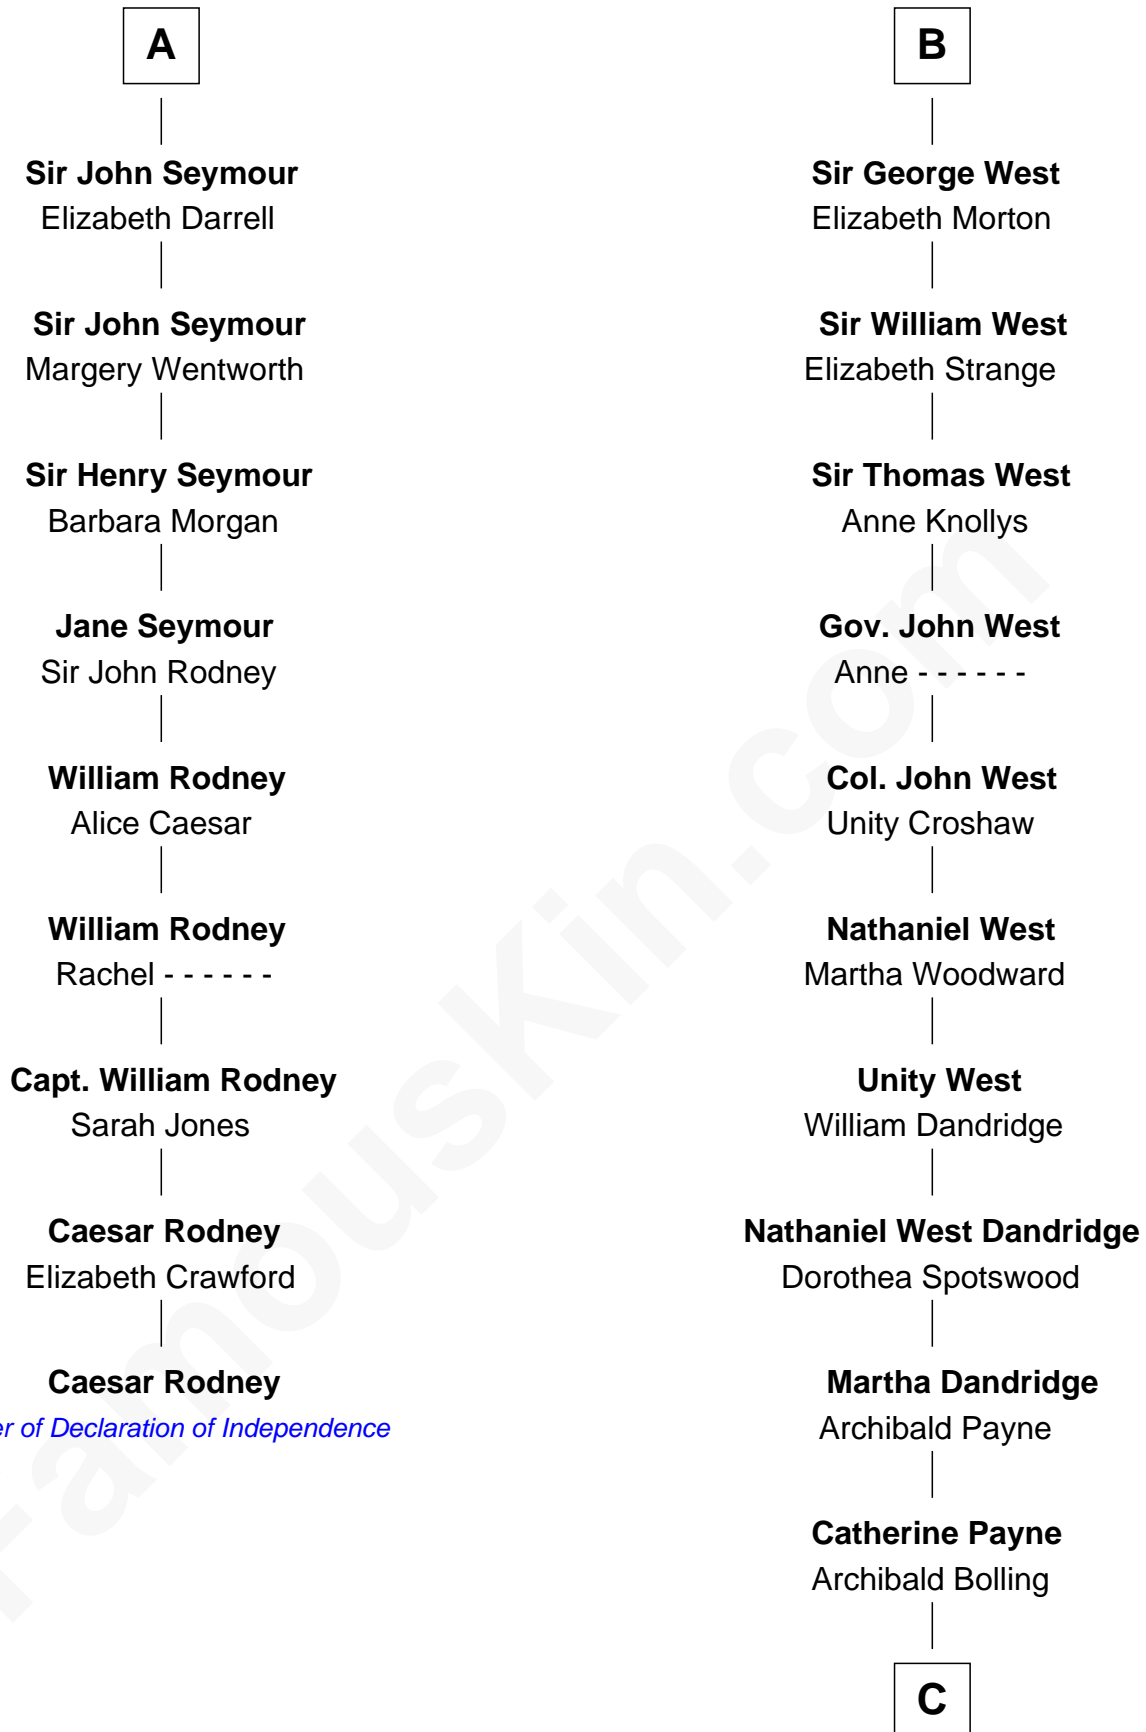 A
Sir John Seymour
Elizabeth Darrell
Sir John Seymour
Margery Wentworth
Sir Henry Seymour
Barbara Morgan
Jane Seymour
Sir John Rodney
William Rodney
Alice Caesar
William Rodney
Rachel - - - - - -
Capt. William Rodney
Sarah Jones
Caesar Rodney
Elizabeth Crawford
Caesar Rodney
er of Declaration of Independence
B
Sir George West
Elizabeth Morton
Sir William West
Elizabeth Strange
Sir Thomas West
Anne Knollys
Gov. John West
Anne - - - - - -
Col. John West
Unity Croshaw
Nathaniel West
Martha Woodward
Unity West
William Dandridge
Nathaniel West Dandridge
Dorothea Spotswood
Martha Dandridge
Archibald Payne
Catherine Payne
Archibald Bolling
C
FamousKin.com